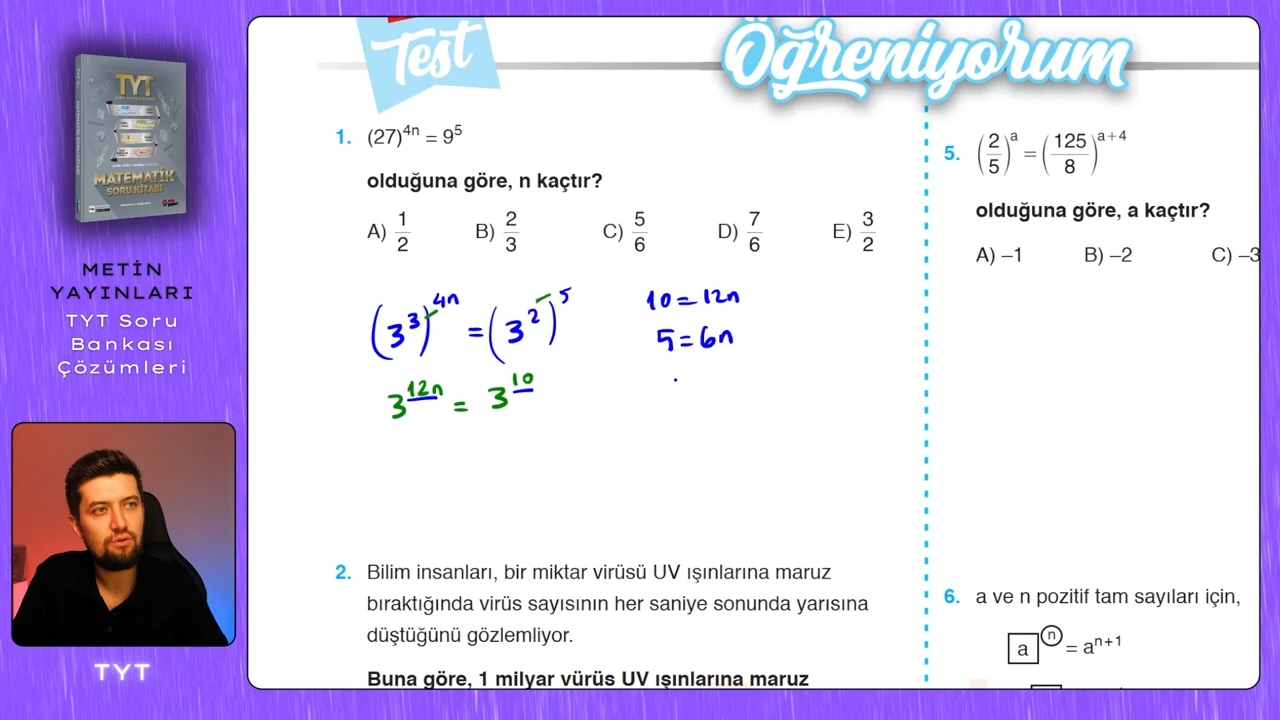 TYT
MATEMATİK
SORU KİTABI
METİN
YAYINLARI
TYT Soru
Bankası
Çözümleri
TYT
Test
Öğreniyorum
1. (27)^{4n} = 9^5
olduğuna göre, n kaçtır?
A) 1/2 B) 2/3 C) 5/6 D) 7/6 E) 3/2
(3^3)^{4n} = (3^2)^5
3^{12n} = 3^{10}
10 = 12n
5 = 6n
2. Bilim insanları, bir miktar virüsü UV ışınlarına maruz
bıraktığında virüs sayısının her saniye sonunda yarısına
düştüğünü gözlemliyor.
Buna göre, 1 milyar vürüs UV ışınlarına maruz
5. (2/5)^a = (125/8)^{a+4}
olduğuna göre, a kaçtır?
A) –1 B) –2 C) –3
6. a ve n pozitif tam sayıları için,
a n = a^{n+1}